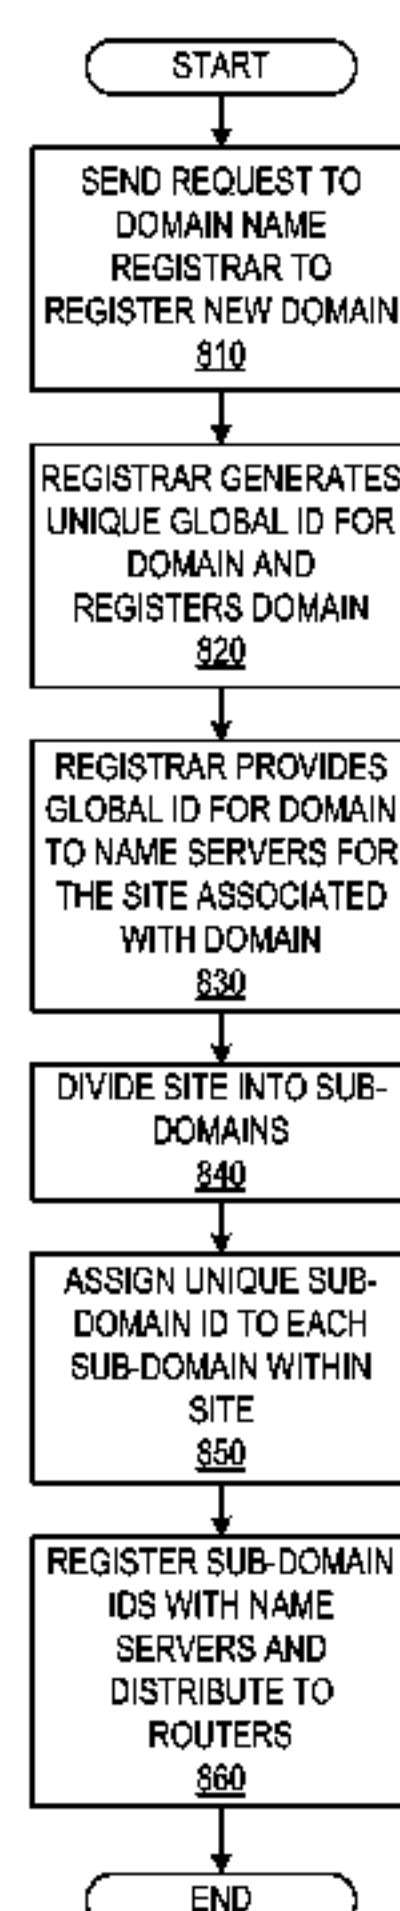 START
SEND REQUEST TO
DOMAIN NAME
REGISTRAR TO
REGISTER NEW DOMAIN
810
REGISTRAR GENERATES
UNIQUE GLOBAL ID FOR
DOMAIN AND
REGISTERS DOMAIN
820
REGISTRAR PROVIDES
GLOBAL ID FOR DOMAIN
TO NAME SERVERS FOR
THE SITE ASSOCIATED
WITH DOMAIN
830
DIVIDE SITE INTO SUB-
DOMAINS
840
ASSIGN UNIQUE SUB-
DOMAIN ID TO EACH
SUB-DOMAIN WITHIN
SITE
850
REGISTER SUB-DOMAIN
IDS WITH NAME
SERVERS AND
DISTRIBUTE TO
ROUTERS
860
END